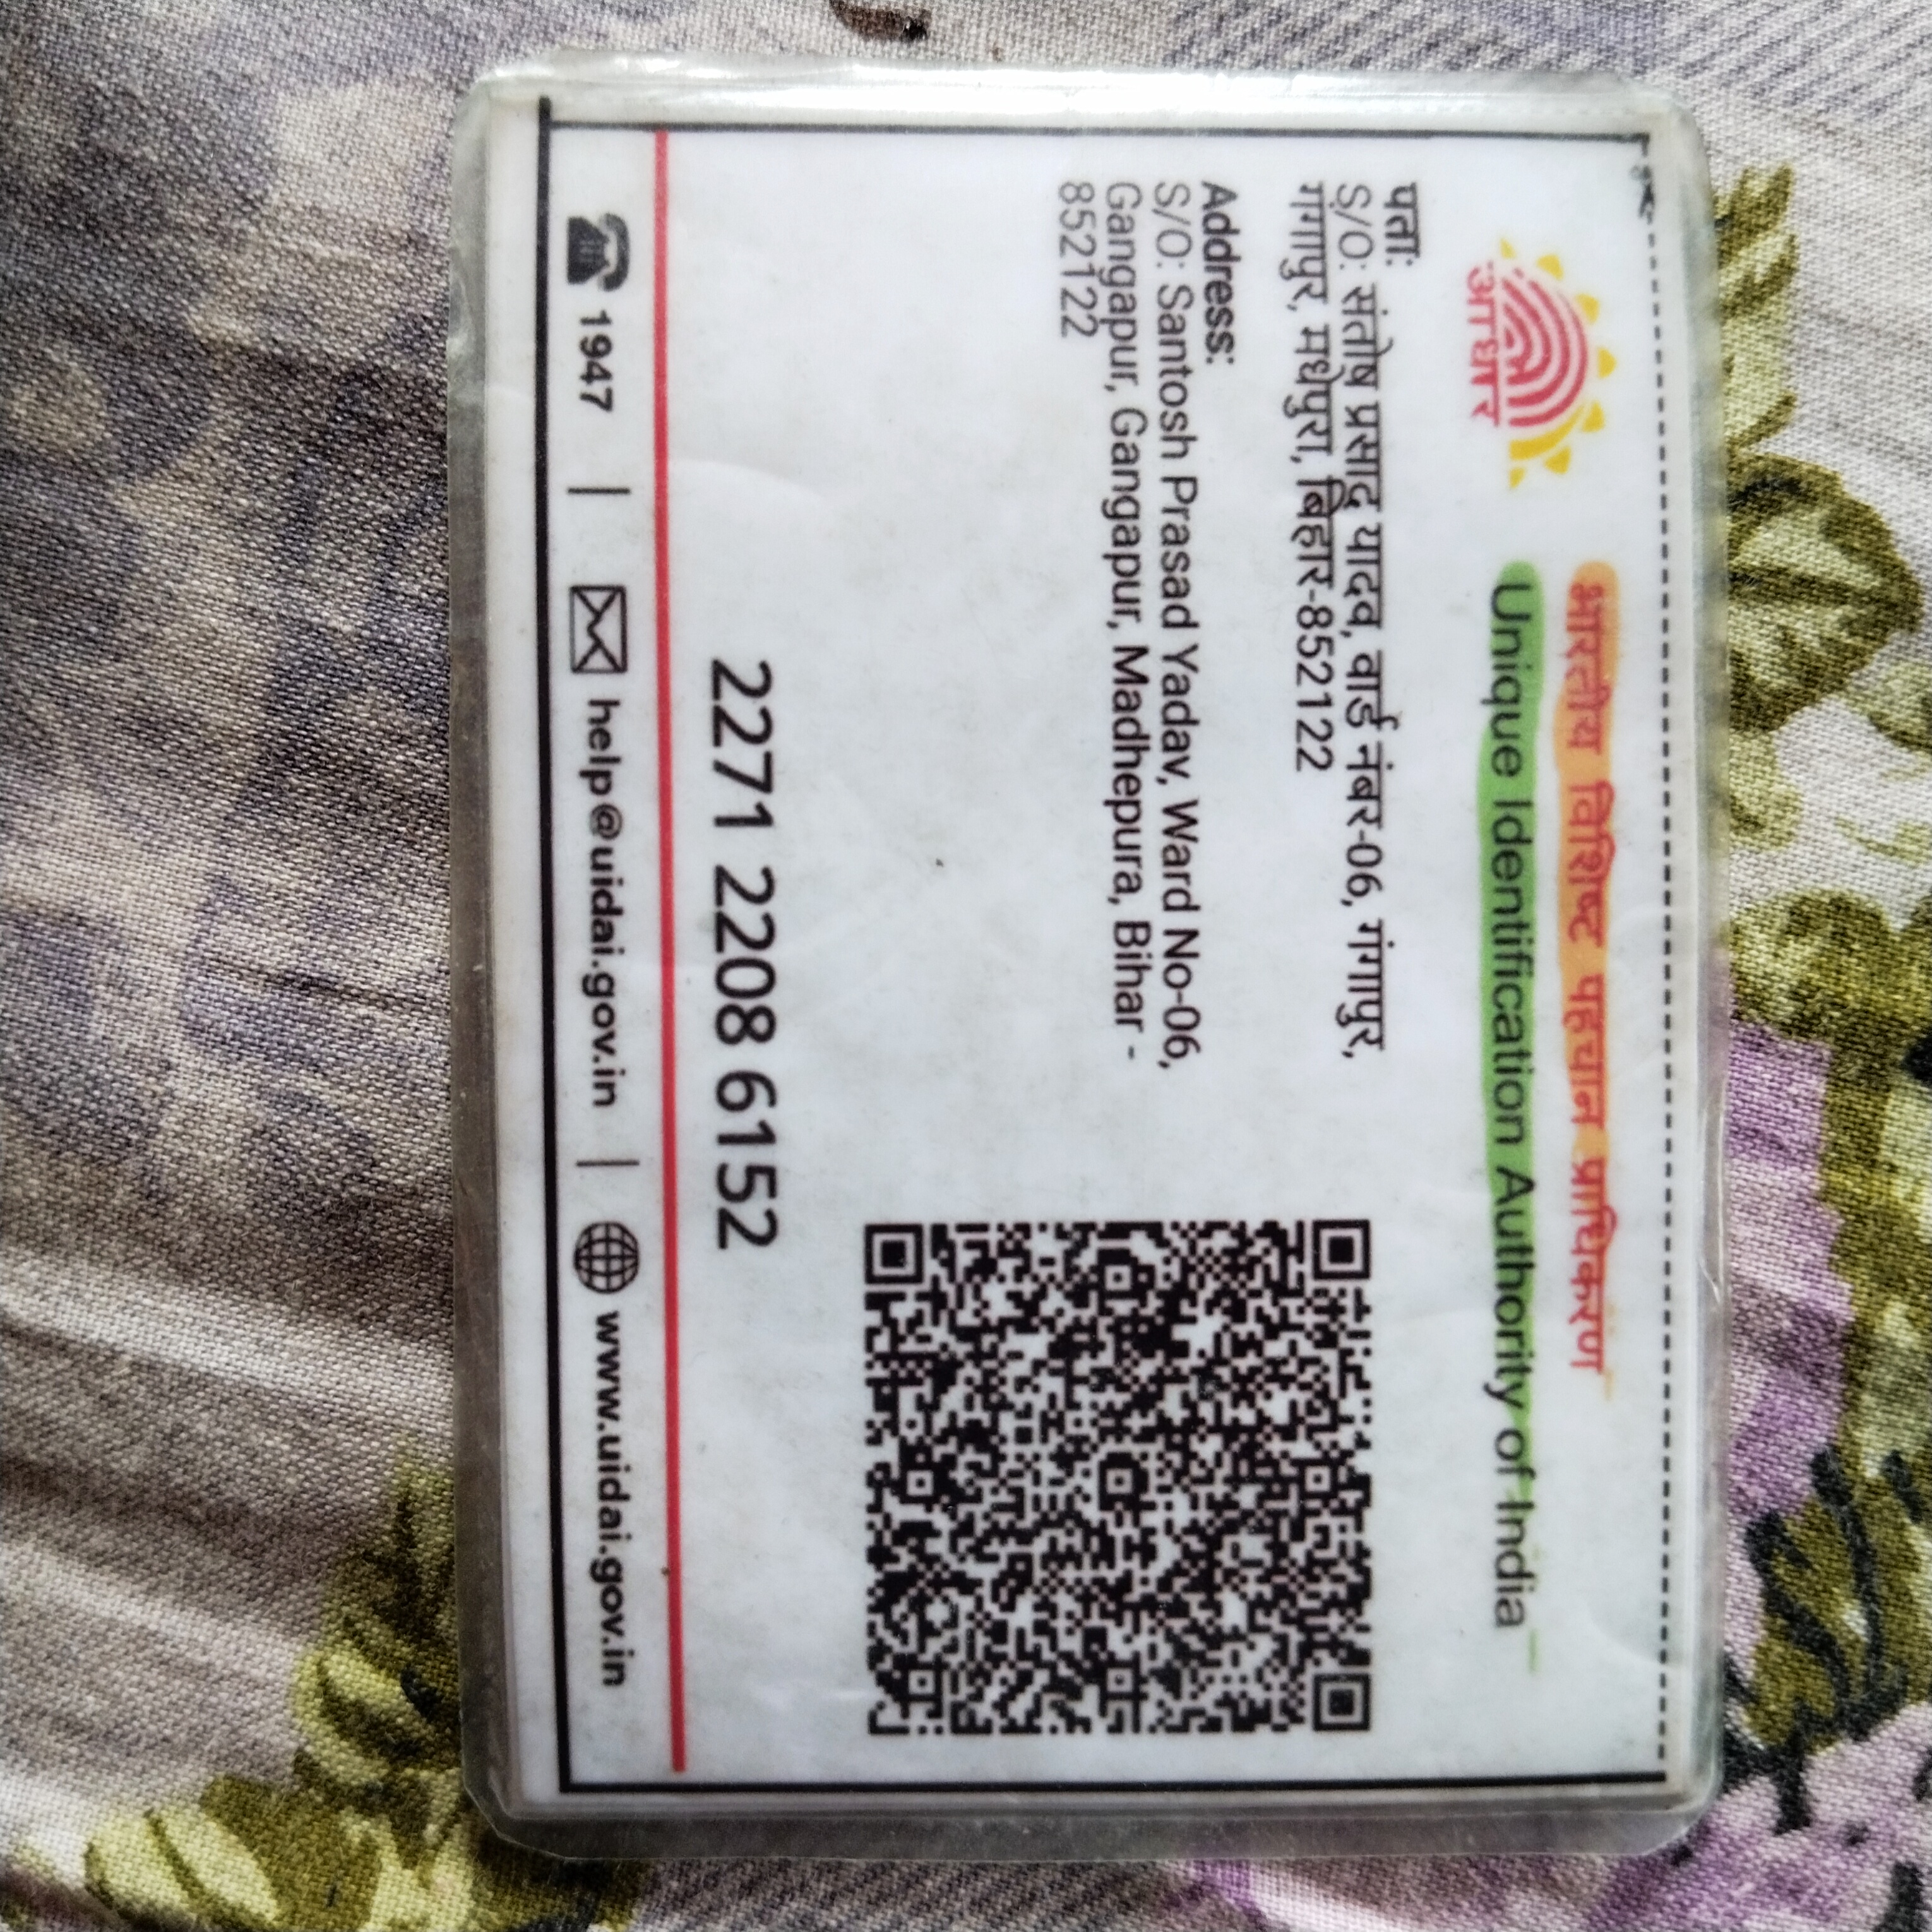 भारतीय विशिष्ट पहचान प्राधिकरण
Unique Identification Authority of India
आधार
पता:
S/O: संतोष प्रसाद यादव, वार्ड नंबर-06, गंगापुर,
गंगापुर, मधेपुरा, बिहार-852122
Address:
S/O: Santosh Prasad Yadav, Ward No-06,
Gangapur, Gangapur, Madhepura, Bihar -
852122
2271 2208 6152
1947 | help@uidai.gov.in | www.uidai.gov.in